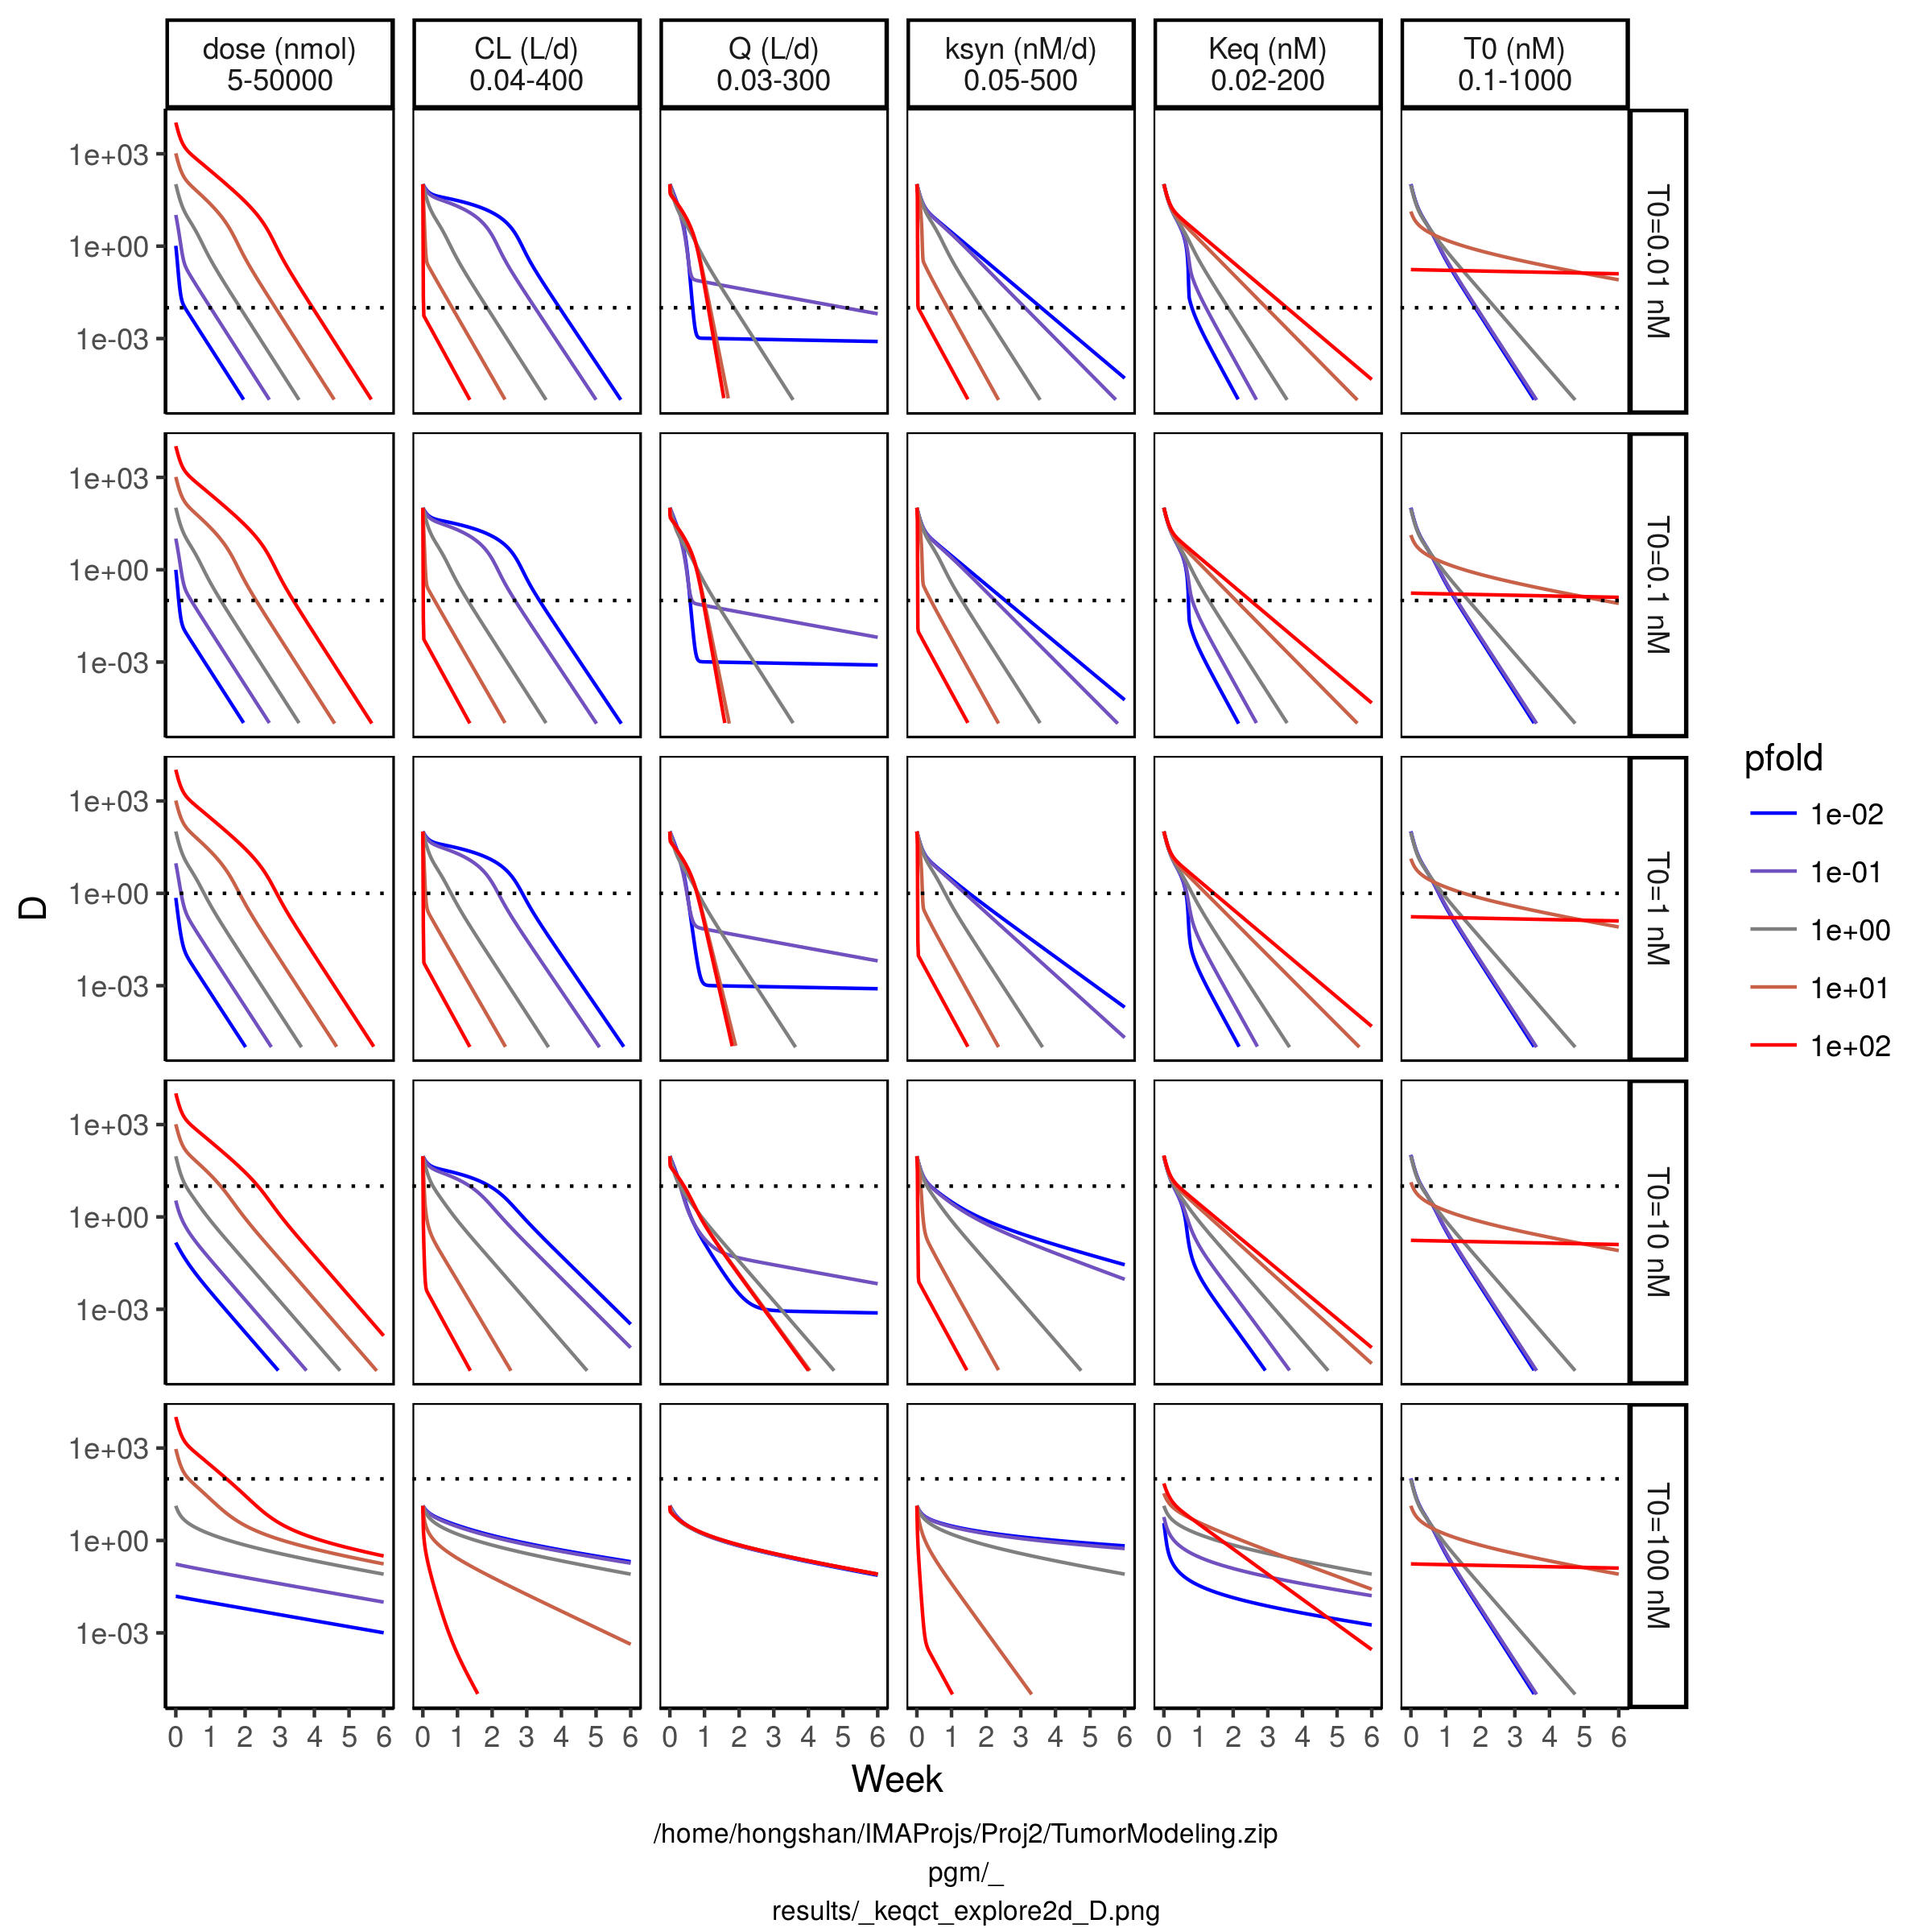 dose (nmol)
5-50000
CL (L/d)
0.04-400
Q (L/d)
0.03-300
ksyn (nM/d)
0.05-500
Keq (nM)
0.02-200
T0 (nM)
0.1-1000
1e+03
1e+00
1e-03
T0=0.01 nM
1e+03
1e+00
1e-03
T0=0.1 nM
1e+03
1e+00
1e-03
T0=1 nM
1e+03
1e+00
1e-03
T0=10 nM
1e+03
1e+00
1e-03
T0=100 nM
D
0 1 2 3 4 5 6
0 1 2 3 4 5 6
0 1 2 3 4 5 6
0 1 2 3 4 5 6
0 1 2 3 4 5 6
0 1 2 3 4 5 6
Week
pfold
1e-02
1e-01
1e+00
1e+01
1e+02
/home/hongshan/IMAProjs/Proj2/TumorModeling.zip
pgm/_
results/_keqct_explore2d_D.png